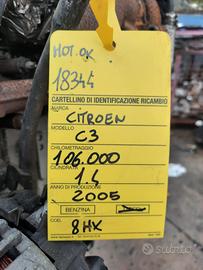 MOT. OK
18344
CARTELLINO DI IDENTIFICAZIONE RICAMBIO
MARCA
CITROEN
MODELLO
C3
CHILOMETRAGGIO
106.000
CILINDRATA
1.4
ANNO DI PRODUZIONE
2005
BENZINA
COD.
8HX
Subito